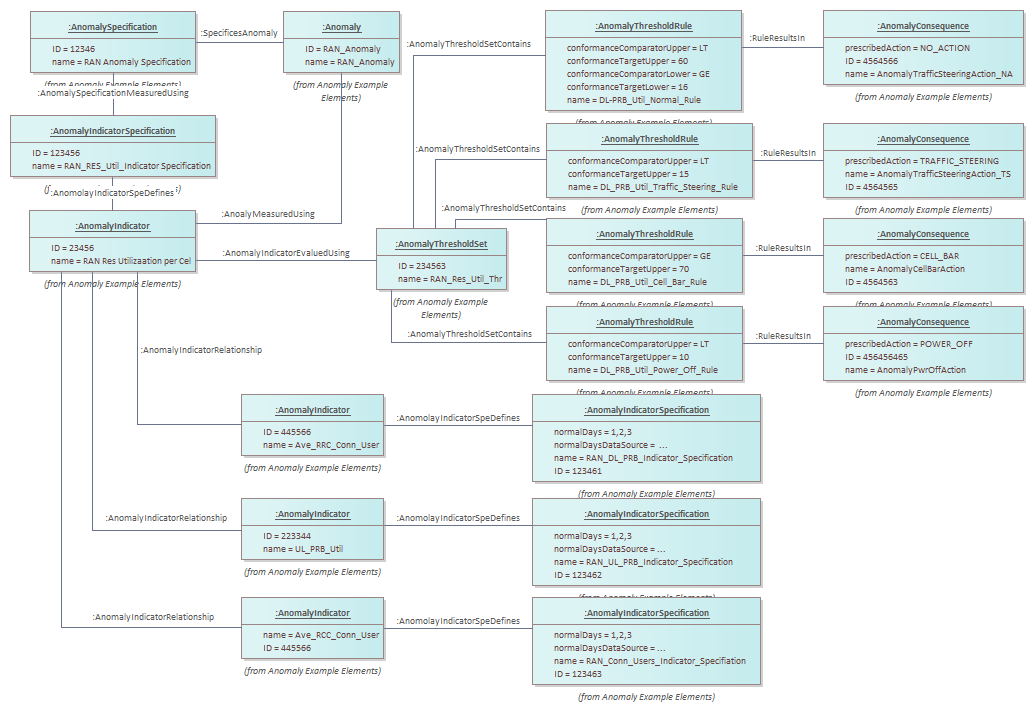 :AnomalySpecification
ID = 12346
name = RAN Anomaly Specification
(from Anomaly Example Elements)
:SpecificesAnomaly
:Anomaly
ID = RAN_Anomaly
name = RAN_Anomaly
(from Anomaly Example
Elements)
:AnomalySpecificationMeasuredUsing
:AnomalyIndicatorSpecification
ID = 123456
name = RAN_RES_Util_Indicator Specification
:AnomolayIndicatorSpeDefines
:AnomalyIndicator
ID = 23456
name = RAN Res Utilizaation per Cel
(from Anomaly Example Elements)
:AnoalyMeasuredUsing
:AnomalyIndicatorEvaluedUsing
:AnomalyThresholdSet
ID = 234563
name = RAN_Res_Util_Thr
(from Anomaly Example
Elements)
:AnomalyThresholdSetContains
:AnomalyThresholdRule
conformanceComparatorUpper = LT
conformanceTargetUpper = 60
conformanceComparatorLower = GE
conformanceTargetLower = 16
name = DL-PRB_Util_Normal_Rule
(from Anomaly Example Elements)
:RuleResultsIn
:AnomalyConsequence
prescribedAction = NO_ACTION
ID = 4564566
name = AnomalyTrafficSteeringAction_NA
(from Anomaly Example Elements)
:AnomalyThresholdSetContains
:AnomalyThresholdRule
conformanceComparatorUpper = LT
conformanceTargetUpper = 15
name = DL_PRB_Util_Traffic_Steering_Rule
(from Anomaly Example Elements)
:RuleResultsIn
:AnomalyConsequence
prescribedAction = TRAFFIC_STEERING
name = AnomalyTrafficSteeringAction_TS
ID = 4564565
(from Anomaly Example Elements)
:AnomalyThresholdSetContains
:AnomalyThresholdRule
conformanceComparatorUpper = GE
conformanceTargetUpper = 70
name = DL_PRB_Util_Cell_Bar_Rule
(from Anomaly Example Elements)
:RuleResultsIn
:AnomalyConsequence
prescribedAction = CELL_BAR
name = AnomalyCellBarAction
ID = 4564563
(from Anomaly Example Elements)
:AnomalyThresholdSetContains
:AnomalyThresholdRule
conformanceComparatorUpper = LT
conformanceTargetUpper = 10
name = DL_PRB_Util_Power_Off_Rule
(from Anomaly Example Elements)
:RuleResultsIn
:AnomalyConsequence
prescribedAction = POWER_OFF
ID = 456456465
name = AnomalyPwrOffAction
(from Anomaly Example Elements)
:AnomalyIndicatorRelationship
:AnomalyIndicator
ID = 445566
name = Ave_RRC_Conn_User
(from Anomaly Example Elements)
:AnomolayIndicatorSpeDefines
:AnomalyIndicatorSpecification
normalDays = 1,2,3
normalDaysDataSource = ...
name = RAN_DL_PRB_Indicator_Specification
ID = 123461
(from Anomaly Example Elements)
:AnomalyIndicatorRelationship
:AnomalyIndicator
ID = 223344
name = UL_PRB_Util
(from Anomaly Example Elements)
:AnomolayIndicatorSpeDefines
:AnomalyIndicatorSpecification
normalDays = 1,2,3
normalDaysDataSource = ...
name = RAN_UL_PRB_Indicator_Specification
ID = 123462
(from Anomaly Example Elements)
:AnomalyIndicatorRelationship
:AnomalyIndicator
name = Ave_RCC_Conn_User
ID = 445566
(from Anomaly Example Elements)
:AnomolayIndicatorSpeDefines
:AnomalyIndicatorSpecification
normalDays = 1,2,3
normalDaysDataSource = ...
name = RAN_Conn_Users_Indicator_Specifiation
ID = 123463
(from Anomaly Example Elements)